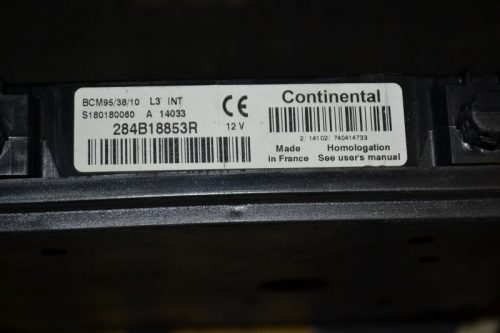 BCM95/38/10 L3' INT
S180180060 A 14033
284B18853R 12 V
CE
Continental
2| 14102| 740414733
Made in France
Homologation See user's manual